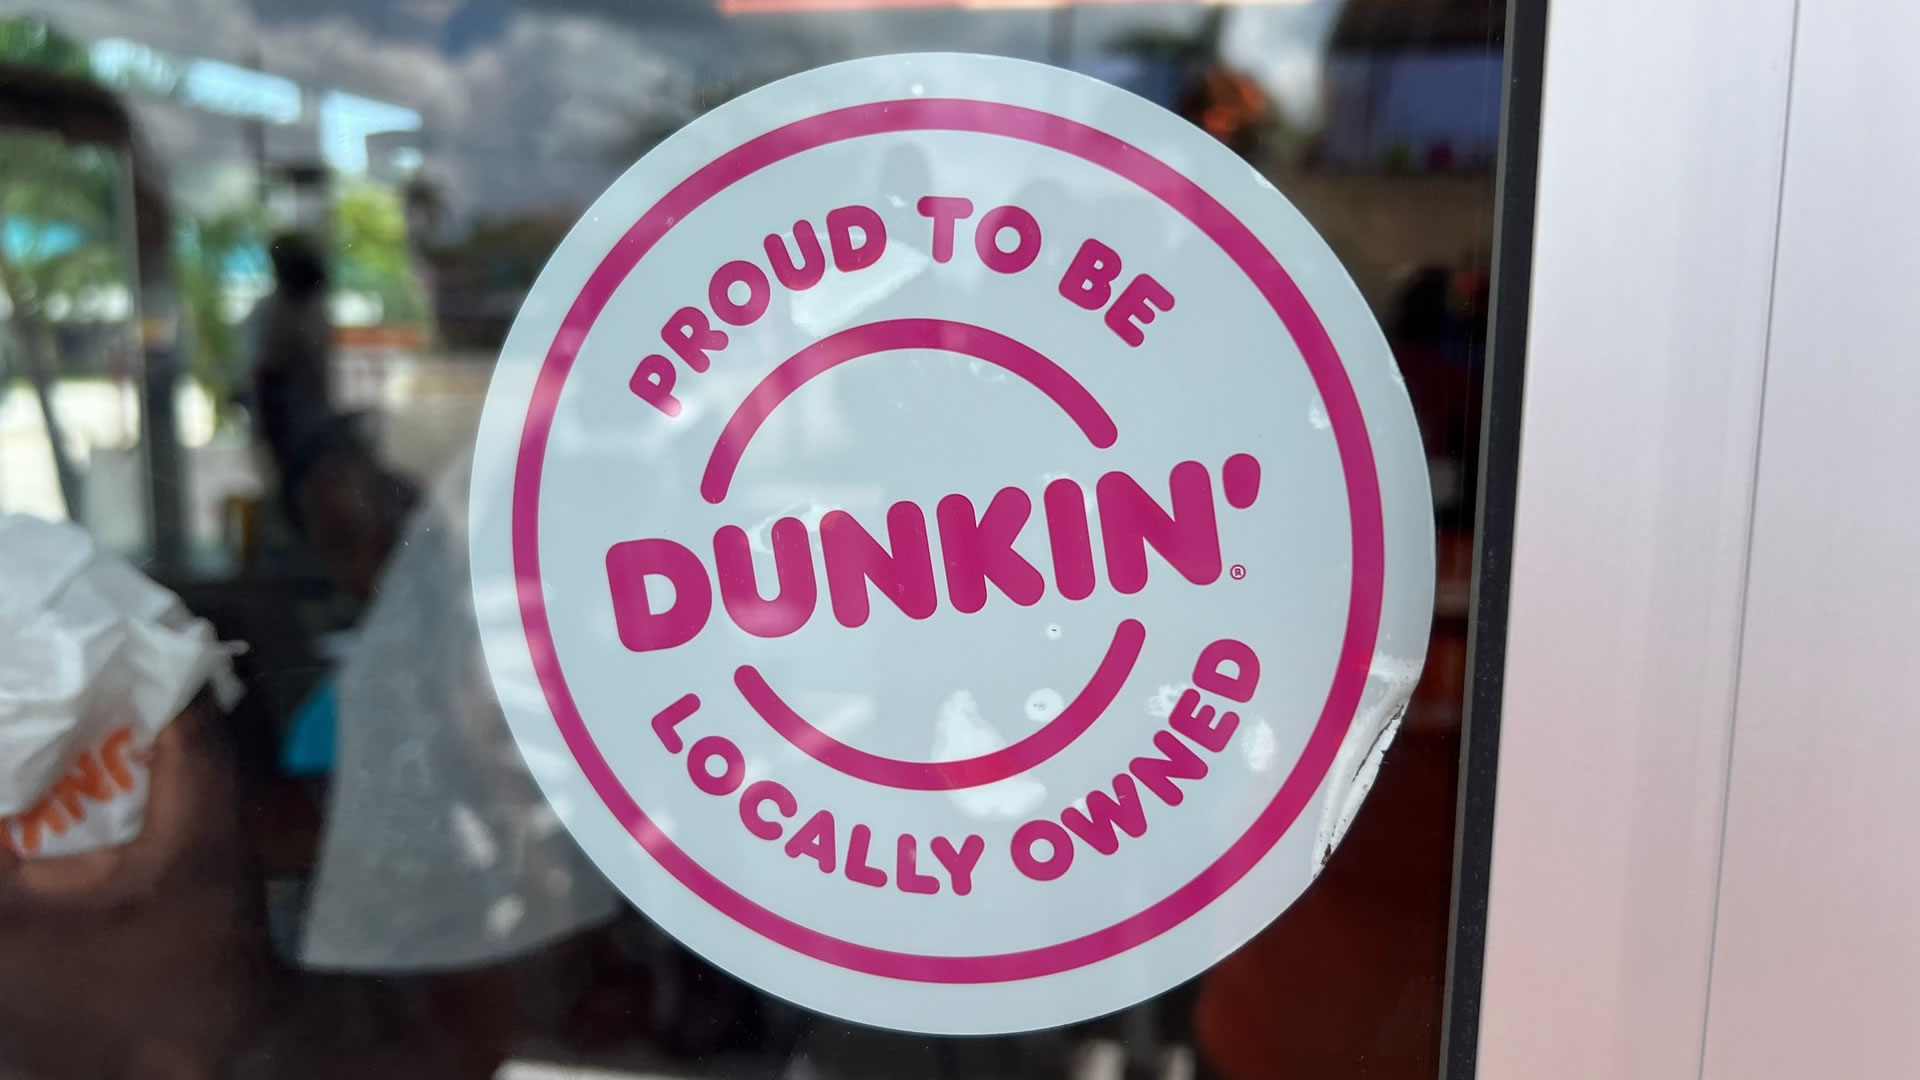 PROUD TO BE
DUNKIN'®
LOCALLY OWNED